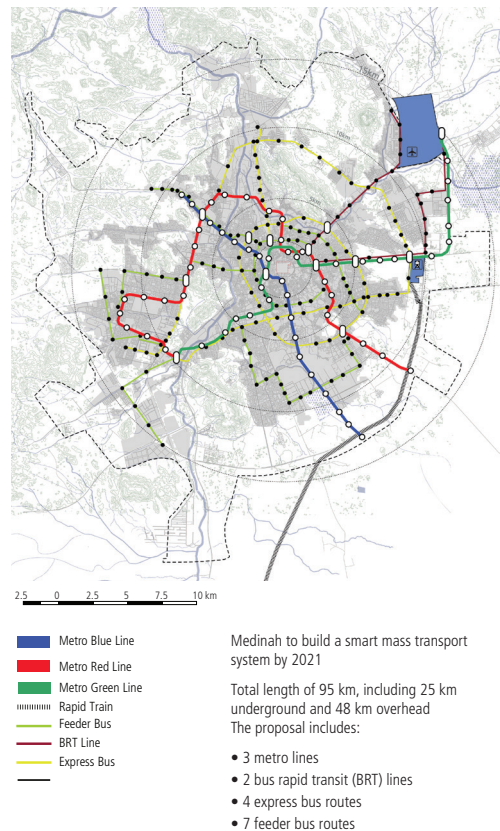 15km
10km
5km
2.5 0 2.5 5 7.5 10 km
Metro Blue Line
Metro Red Line
Metro Green Line
Rapid Train
Feeder Bus
BRT Line
Express Bus
Medinah to build a smart mass transport
system by 2021
Total length of 95 km, including 25 km
underground and 48 km overhead
The proposal includes:
• 3 metro lines
• 2 bus rapid transit (BRT) lines
• 4 express bus routes
• 7 feeder bus routes